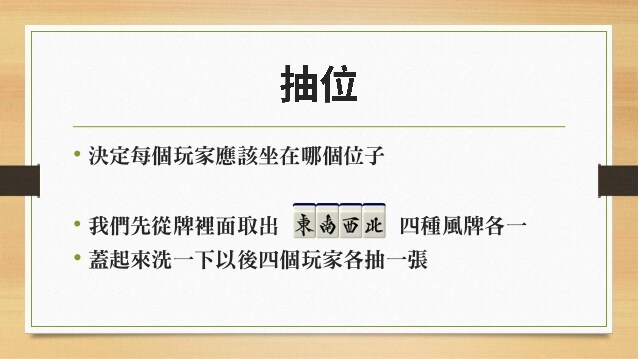 抽位
• 決定每個玩家應該坐在哪個位子
• 我們先從牌裡面取出 東南西北 四種風牌各一
• 蓋起來洗一下以後四個玩家各抽一張